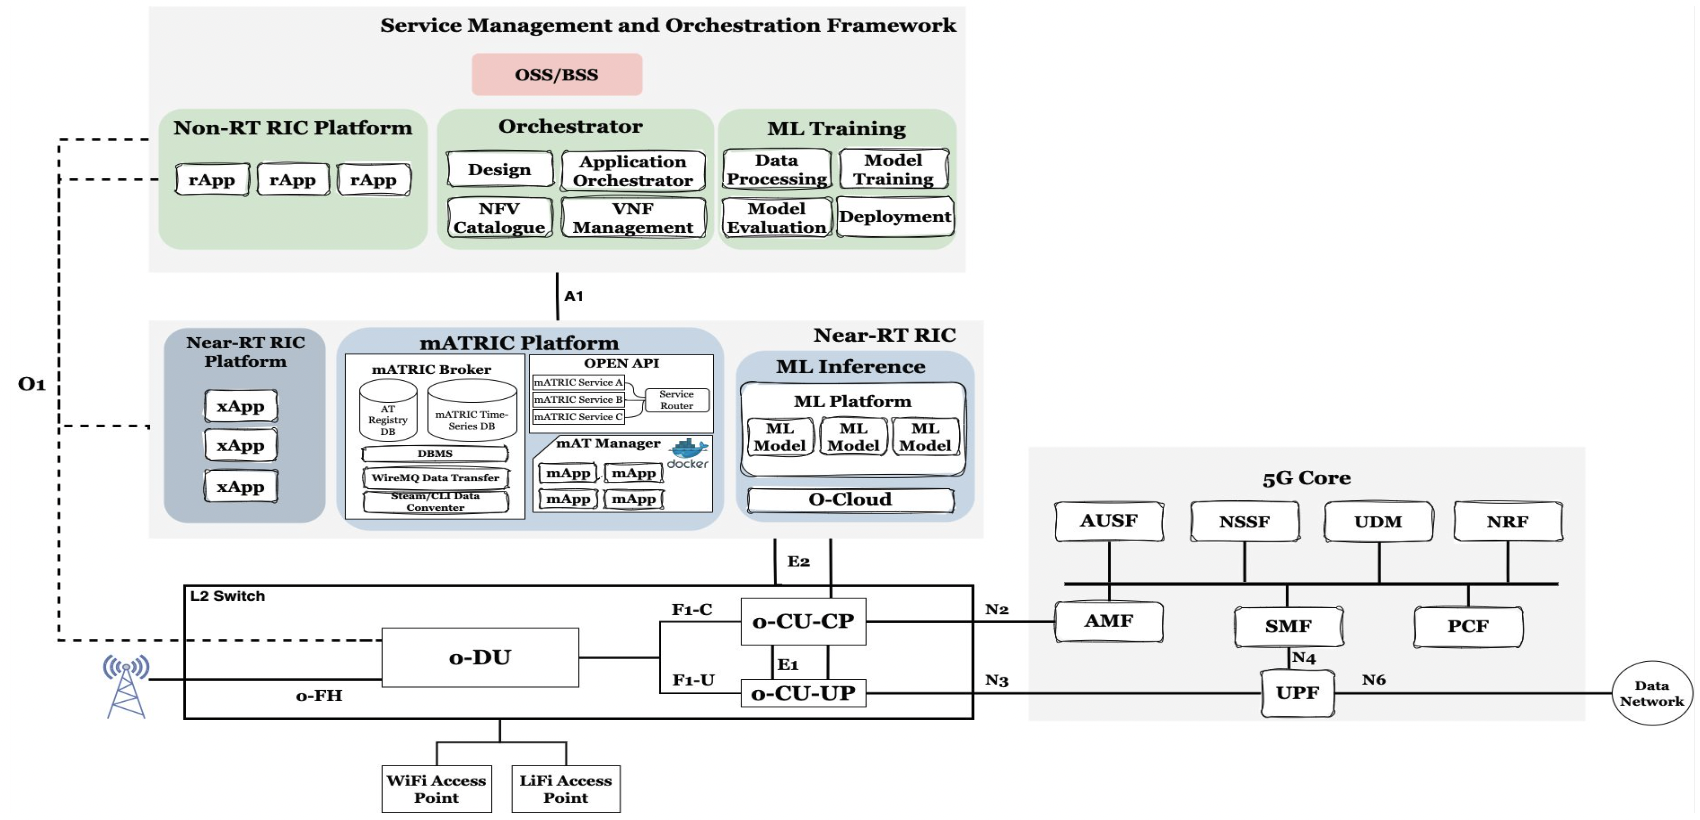 Service Management and Orchestration Framework
OSS/BSS
Non-RT RIC Platform
rApp
rApp
rApp
Orchestrator
Design
Application
Orchestrator
NFV
Catalogue
VNF
Management
ML Training
Data
Processing
Model
Training
Model
Evaluation
Deployment
A1
O1
Near-RT RIC
Near-RT RIC
Platform
xApp
xApp
xApp
mATRIC Platform
mATRIC Broker
AT
Registry
DB
mATRIC Time-
Series DB
DBMS
WireMQ Data Transfer
Steam/CLI Data
Conventer
OPEN API
mATRIC Service A
mATRIC Service B
mATRIC Service C
Service
Router
mAT Manager
docker
mApp
mApp
mApp
mApp
ML Inference
ML Platform
ML
Model
ML
Model
ML
Model
O-Cloud
E2
L2 Switch
o-DU
o-FH
F1-C
F1-U
o-CU-CP
E1
o-CU-UP
N2
N3
5G Core
AUSF
NSSF
UDM
NRF
AMF
SMF
PCF
N4
UPF
N6
Data
Network
WiFi Access
Point
LiFi Access
Point